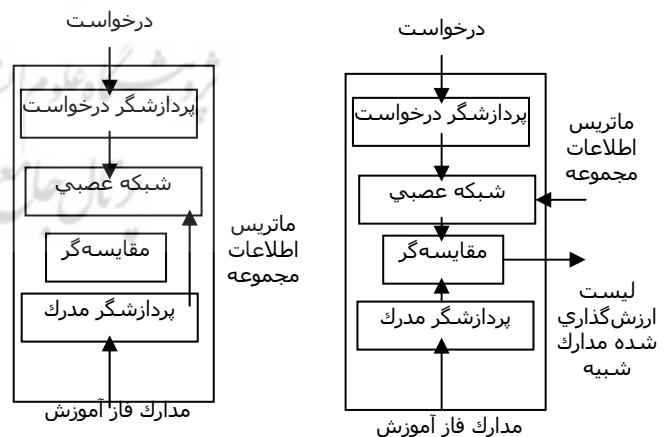 درخواست
پردازشگر درخواست
شبكه عصبي
مقايسه‌گر
پردازشگر مدرك
مدارك فاز آموزش
ماتريس
اطلاعات
مجموعه
ليست
ارزش‌گذاري
شده مدارك
شبيه
درخواست
پردازشگر درخواست
شبكه عصبي
مقايسه‌گر
پردازشگر مدرك
مدارك فاز آموزش
ماتريس
اطلاعات
مجموعه